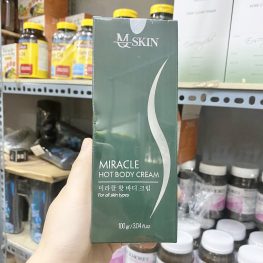 MQ SKIN
MIRACLE
HOT BODY CREAM
미라클 핫 바디 크림
For all skin types
100g / 3.04 fl.oz